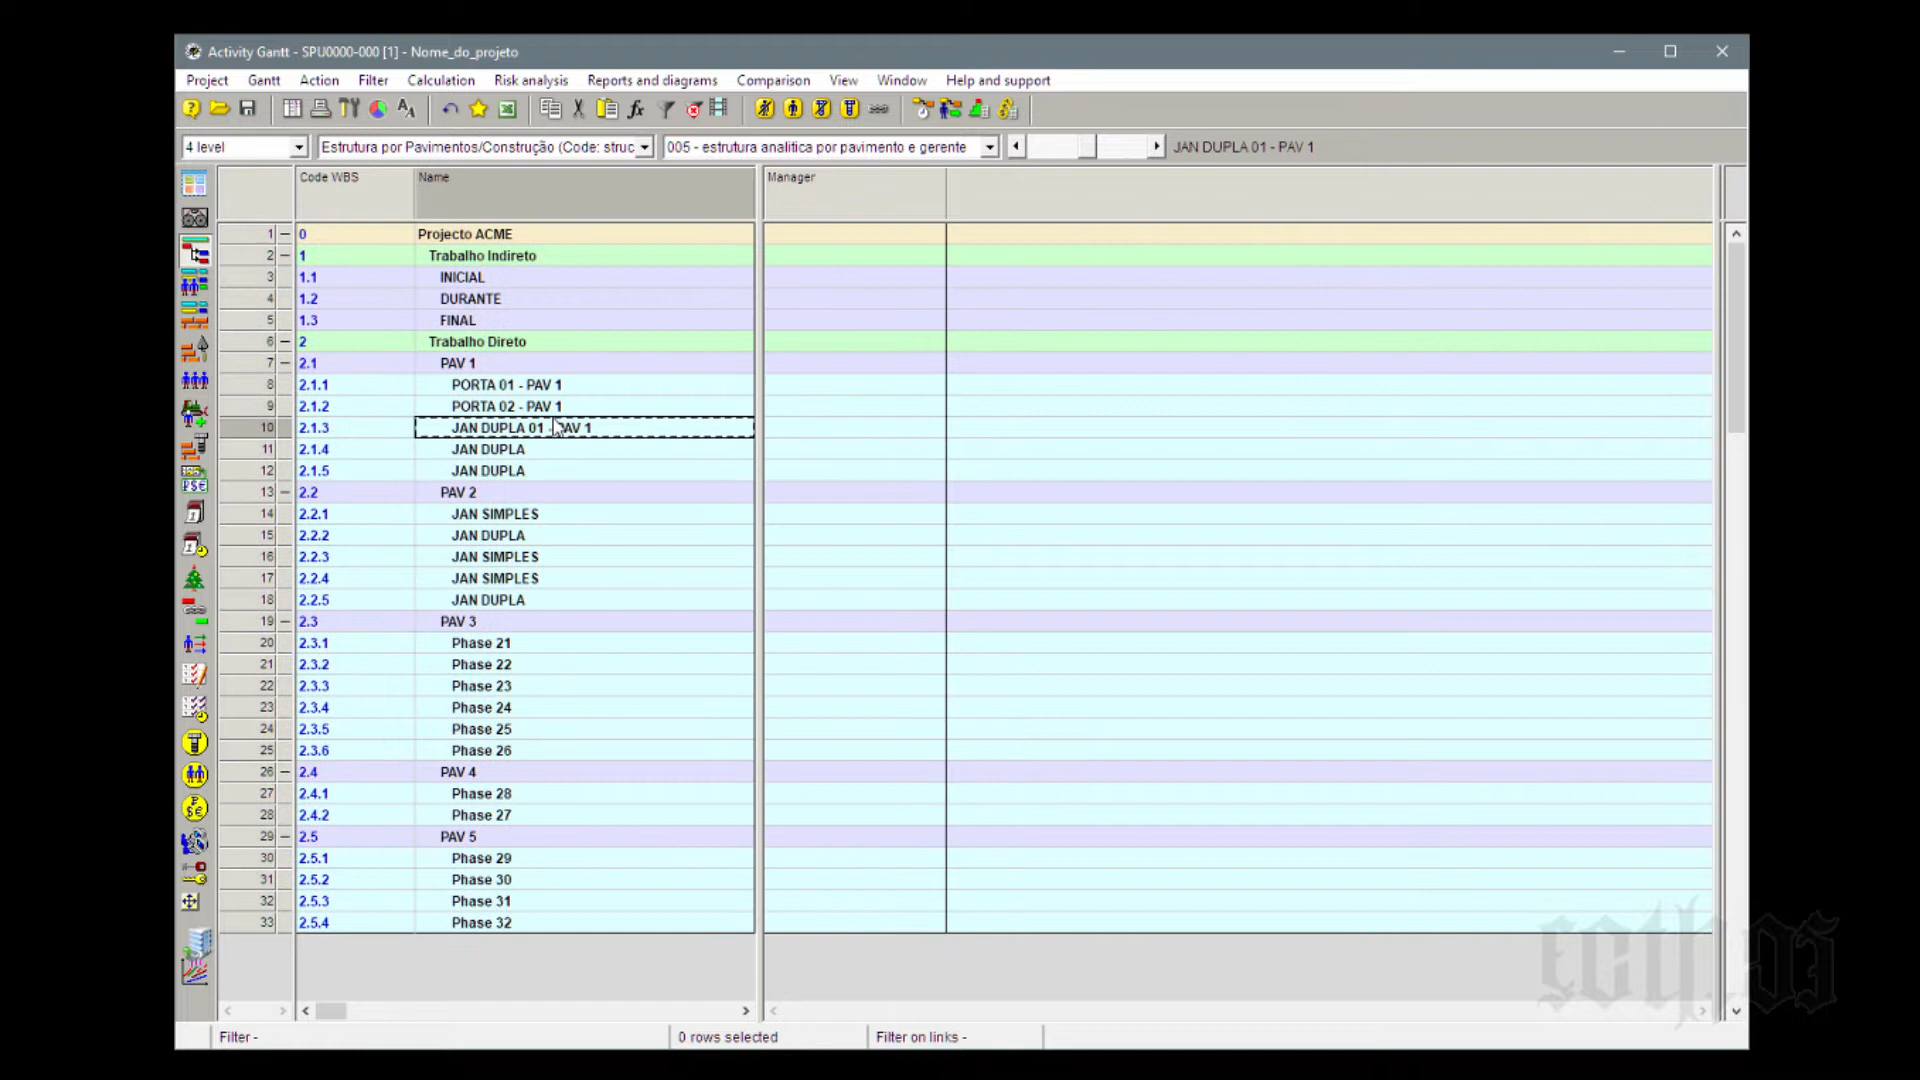 Activity Gantt - SPU0000-000 [1] - Nome_do_projeto
Project Gantt Action Filter Calculation Risk analysis Reports and diagrams Comparison View Window Help and support
4 level Estrutura por Pavimentos/Construção (Code: struc 005 - estrutura analitica por pavimento e gerente JAN DUPLA 01 - PAV 1
Code WBS Name Manager
1 0 Projecto ACME
2 1 Trabalho Indireto
3 1.1 INICIAL
4 1.2 DURANTE
5 1.3 FINAL
6 2 Trabalho Direto
7 2.1 PAV 1
8 2.1.1 PORTA 01 - PAV 1
9 2.1.2 PORTA 02 - PAV 1
10 2.1.3 JAN DUPLA 01 - PAV 1
11 2.1.4 JAN DUPLA
12 2.1.5 JAN DUPLA
13 2.2 PAV 2
14 2.2.1 JAN SIMPLES
15 2.2.2 JAN DUPLA
16 2.2.3 JAN SIMPLES
17 2.2.4 JAN SIMPLES
18 2.2.5 JAN DUPLA
19 2.3 PAV 3
20 2.3.1 Phase 21
21 2.3.2 Phase 22
22 2.3.3 Phase 23
23 2.3.4 Phase 24
24 2.3.5 Phase 25
25 2.3.6 Phase 26
26 2.4 PAV 4
27 2.4.1 Phase 28
28 2.4.2 Phase 27
29 2.5 PAV 5
30 2.5.1 Phase 29
31 2.5.2 Phase 30
32 2.5.3 Phase 31
33 2.5.4 Phase 32
Filter - 0 rows selected Filter on links -